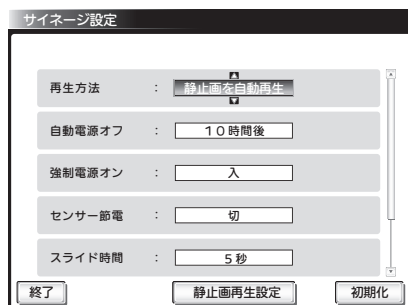 サイネージ設定
再生方法 : 静止画を自動再生
自動電源オフ : 10時間後
強制電源オン : 入
センサー節電 : 切
スライド時間 : 5秒
終了 静止画再生設定 初期化